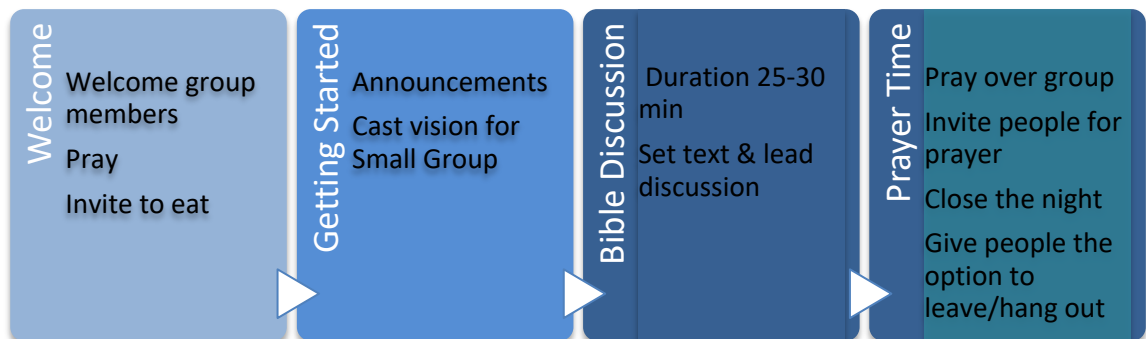 Welcome
Welcome group
members
Pray
Invite to eat
Getting Started
Announcements
Cast vision for
Small Group
Bible Discussion
Duration 25-30
min
Set text & lead
discussion
Prayer Time
Pray over group
Invite people for
prayer
Close the night
Give people the
option to
leave/hang out